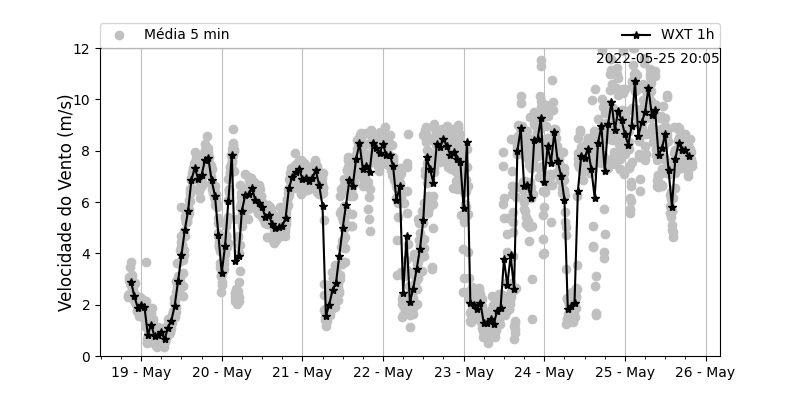 Média 5 min
WXT 1h
2022-05-25 20:05
Velocidade do Vento (m/s)
12
10
8
6
4
2
0
19 - May
20 - May
21 - May
22 - May
23 - May
24 - May
25 - May
26 - May